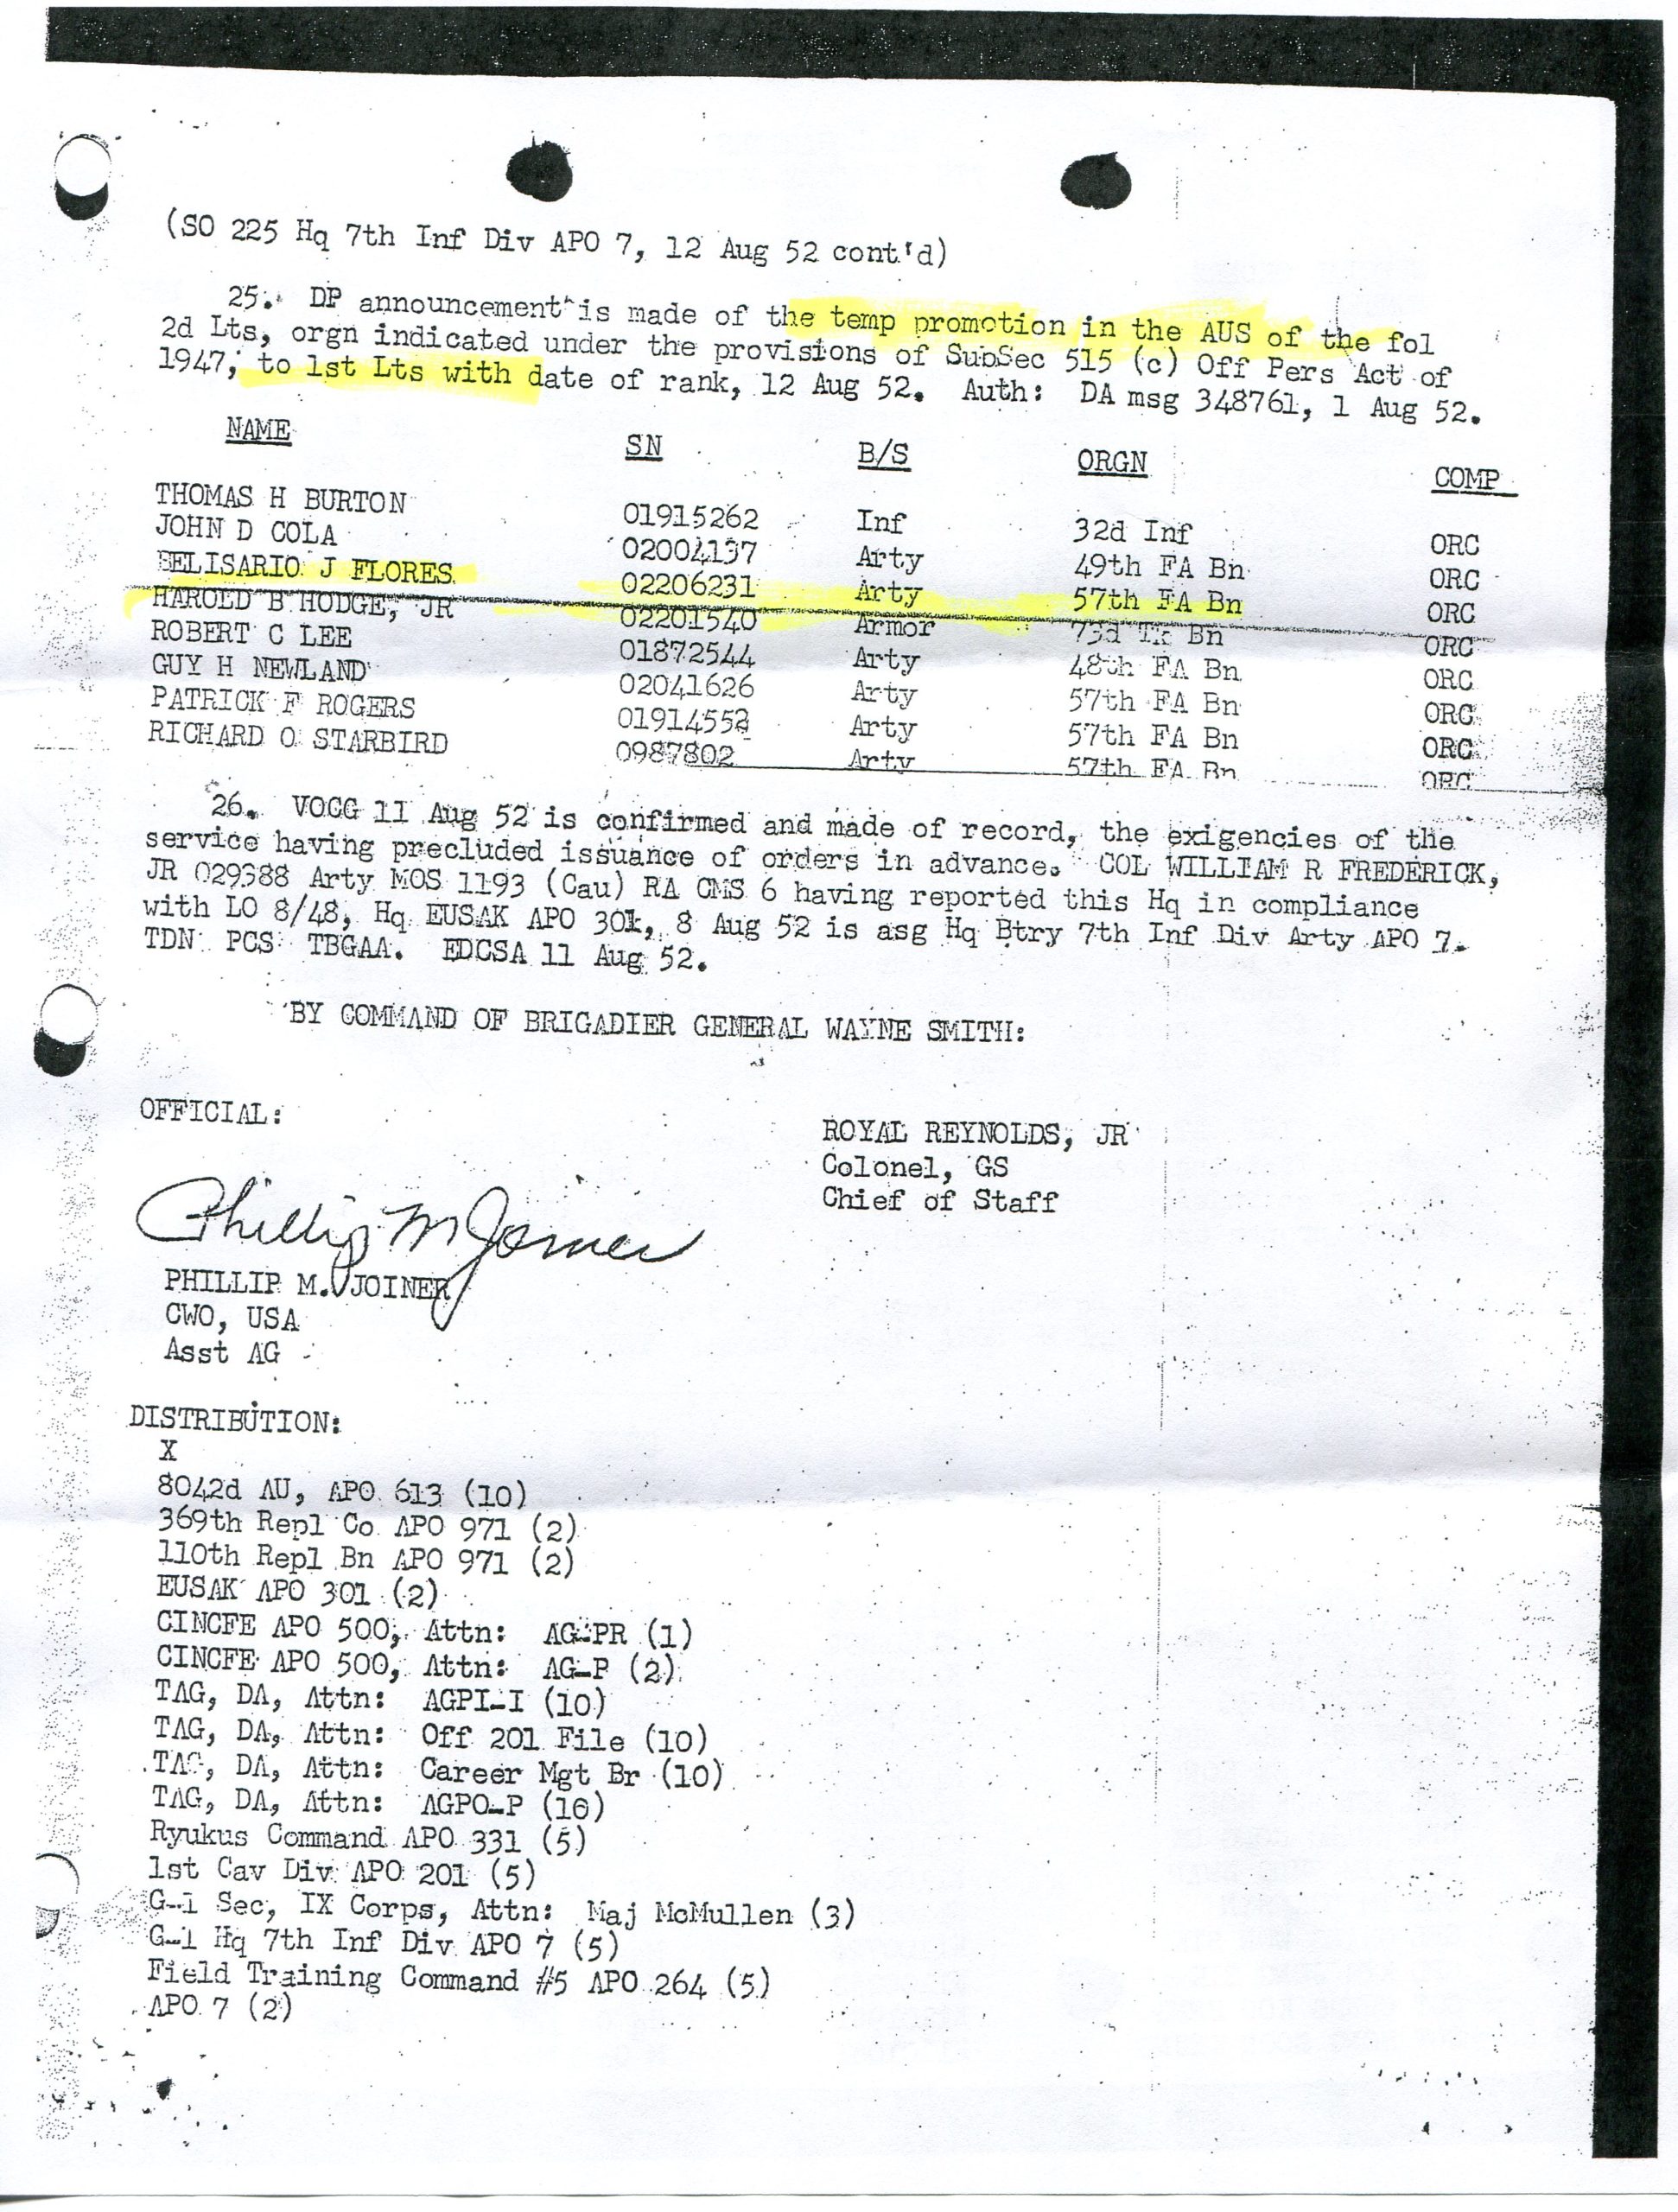 (SO 225 Hq 7th Inf Div APO 7, 12 Aug 52 cont'd)
25. DP announcement is made of the temp promotion in the AUS of the fol
2d Lts, orgn indicated under the provisions of SubSec 515 (c) Off Pers Act of
1947, to 1st Lts with date of rank, 12 Aug 52. Auth: DA msg 348761, 1 Aug 52.
NAME SN B/S ORGN COMP
THOMAS H BURTON 01915262 Inf 32d Inf ORC
JOHN D COLA 02004137 Arty 49th FA Bn ORC
BELISARIO J FLORES 02206231 Arty 57th FA Bn ORC
HAROLD B HODGE, JR 02201540 Armor 73d Tk Bn ORC
ROBERT C LEE 01872544 Arty 48th FA Bn ORC
GUY H NEWLAND 02041626 Arty 57th FA Bn ORC
PATRICK F ROGERS 01914552 Arty 57th FA Bn ORC
RICHARD O STARBIRD 0987802 Arty 57th FA Bn ORC
26. VOCG 11 Aug 52 is confirmed and made of record, the exigencies of the
service having precluded issuance of orders in advance. COL WILLIAM R FREDERICK,
JR 029388 Arty MOS 1193 (Cau) RA CMS 6 having reported this Hq in compliance
with LO 8/48, Hq EUSAK APO 301, 8 Aug 52 is asg Hq Btry 7th Inf Div Arty APO 7.
TDN PCS TBGAA. EDCSA 11 Aug 52.
BY COMMAND OF BRIGADIER GENERAL WAYNE SMITH:
OFFICIAL:
ROYAL REYNOLDS, JR
Colonel, GS
Chief of Staff
Phillip M Joiner
PHILLIP M. JOINER
CWO, USA
Asst AG
DISTRIBUTION:
X
8042d AU, APO 613 (10)
369th Repl Co APO 971 (2)
110th Repl Bn APO 971 (2)
EUSAK APO 301 (2)
CINCFE APO 500, Attn: AG-PR (1)
CINCFE APO 500, Attn: AG-P (2)
TAG, DA, Attn: AGPI-I (10)
TAG, DA, Attn: Off 201 File (10)
TAG, DA, Attn: Career Mgt Br (10)
TAG, DA, Attn: AGPO-P (10)
Ryukus Command APO 331 (5)
1st Cav Div APO 201 (5)
G-1 Sec, IX Corps, Attn: Maj McMullen (3)
G-1 Hq 7th Inf Div APO 7 (5)
Field Training Command #5 APO 264 (5)
APO 7 (2)